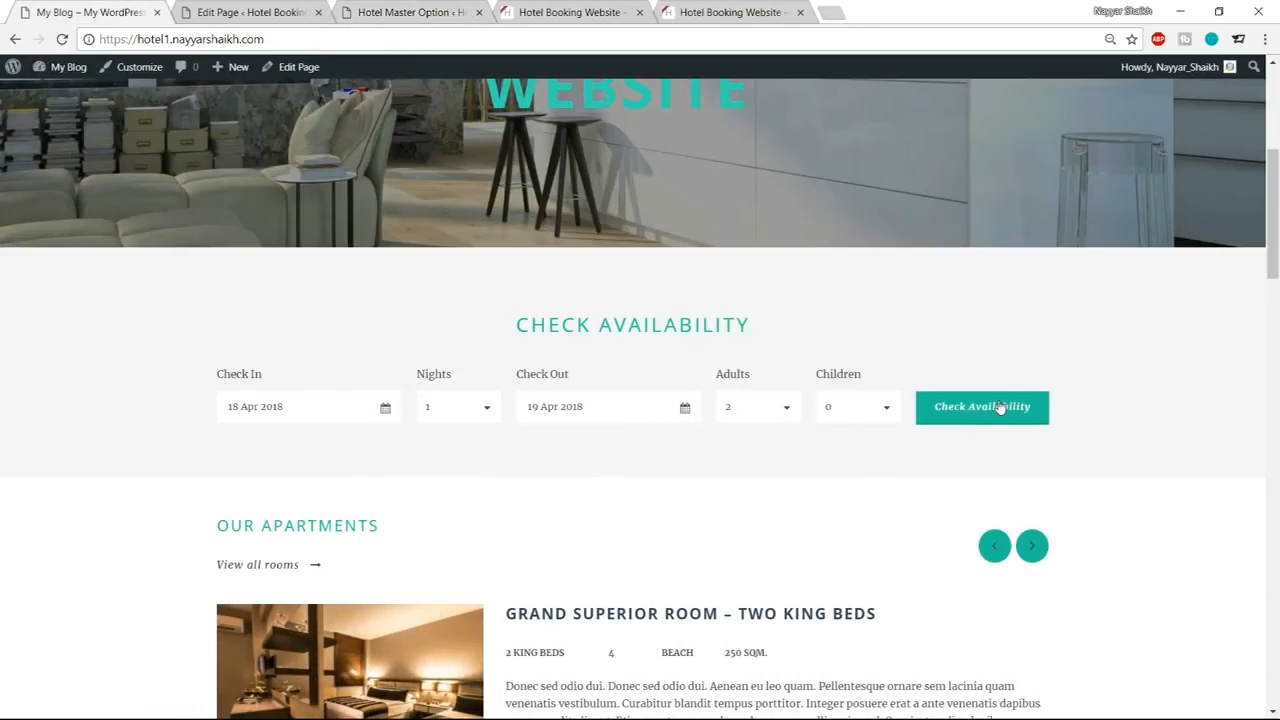 My Blog – My WordPress
Edit Page ‹ Hotel Bookin
Hotel Master Option ‹ H
Hotel Booking Website –
Hotel Booking Website –
Nayyar Shaikh
https://hotel1.nayyarshaikh.com
ABP
My Blog
Customize
0
New
Edit Page
Howdy, Nayyar_Shaikh
WEBSITE
CHECK AVAILABILITY
Check In Nights Check Out Adults Children
18 Apr 2018 1 19 Apr 2018 2 0 Check Availability
OUR APARTMENTS
View all rooms →
GRAND SUPERIOR ROOM – TWO KING BEDS
2 KING BEDS 4 BEACH 250 SQM.
Donec sed odio dui. Donec sed odio dui. Aenean eu leo quam. Pellentesque ornare sem lacinia quam
venenatis vestibulum. Curabitur blandit tempus porttitor. Integer posuere erat a ante venenatis dapibus